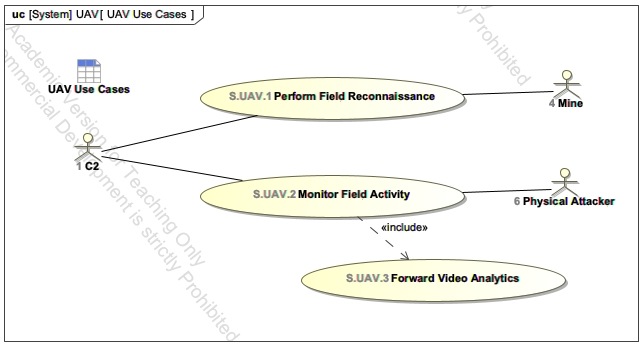 uc [System] UAV[ UAV Use Cases ]
UAV Use Cases
S.UAV.1 Perform Field Reconnaissance
4 Mine
1 C2
S.UAV.2 Monitor Field Activity
6 Physical Attacker
«include»
S.UAV.3 Forward Video Analytics
Academic Version for Teaching Only
Commercial Development is strictly Prohibited
y Prohibited